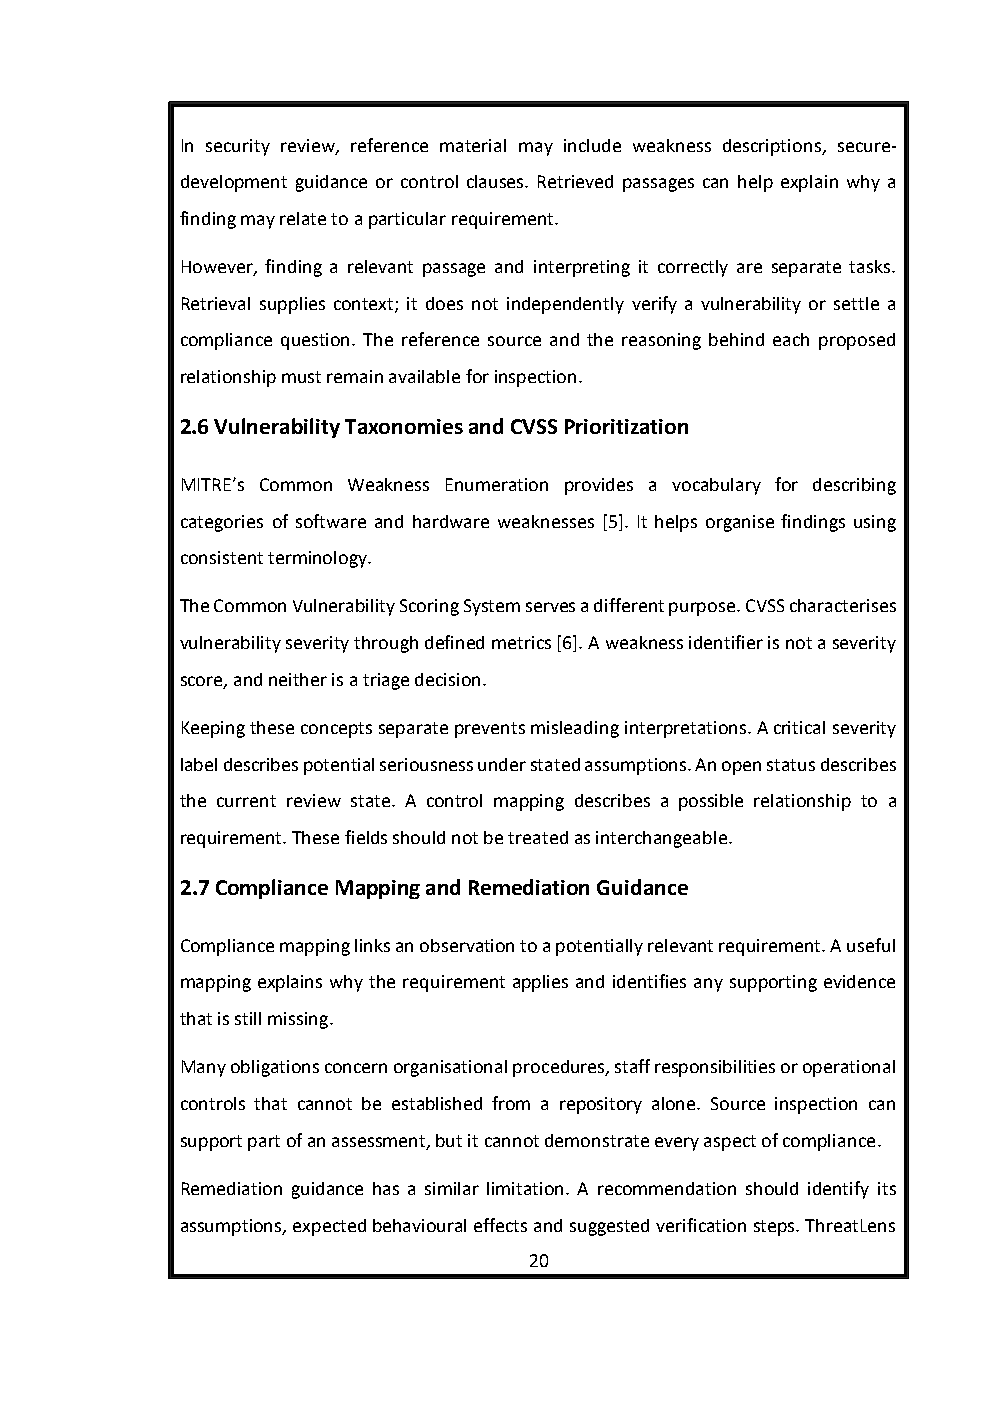 In security review, reference material may include weakness descriptions, secure-
development guidance or control clauses. Retrieved passages can help explain why a
finding may relate to a particular requirement.
However, finding a relevant passage and interpreting it correctly are separate tasks.
Retrieval supplies context; it does not independently verify a vulnerability or settle a
compliance question. The reference source and the reasoning behind each proposed
relationship must remain available for inspection.
2.6 Vulnerability Taxonomies and CVSS Prioritization
MITRE’s Common Weakness Enumeration provides a vocabulary for describing
categories of software and hardware weaknesses [5]. It helps organise findings using
consistent terminology.
The Common Vulnerability Scoring System serves a different purpose. CVSS characterises
vulnerability severity through defined metrics [6]. A weakness identifier is not a severity
score, and neither is a triage decision.
Keeping these concepts separate prevents misleading interpretations. A critical severity
label describes potential seriousness under stated assumptions. An open status describes
the current review state. A control mapping describes a possible relationship to a
requirement. These fields should not be treated as interchangeable.
2.7 Compliance Mapping and Remediation Guidance
Compliance mapping links an observation to a potentially relevant requirement. A useful
mapping explains why the requirement applies and identifies any supporting evidence
that is still missing.
Many obligations concern organisational procedures, staff responsibilities or operational
controls that cannot be established from a repository alone. Source inspection can
support part of an assessment, but it cannot demonstrate every aspect of compliance.
Remediation guidance has a similar limitation. A recommendation should identify its
assumptions, expected behavioural effects and suggested verification steps. ThreatLens
20